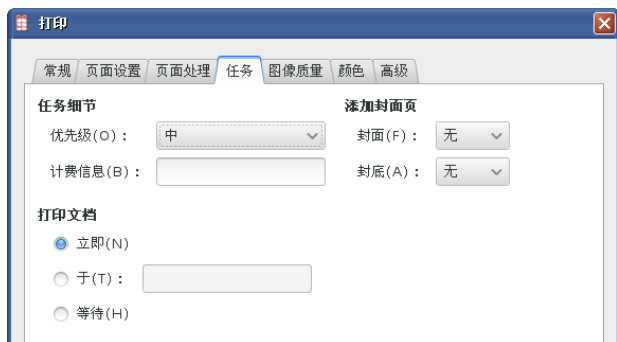 打印
常规 页面设置 页面处理 任务 图像质量 颜色 高级
任务细节
优先级(O)： 中
计费信息(B)：
添加封面页
封面(F)： 无
封底(A)： 无
打印文档
立即(N)
于(T)：
等待(H)